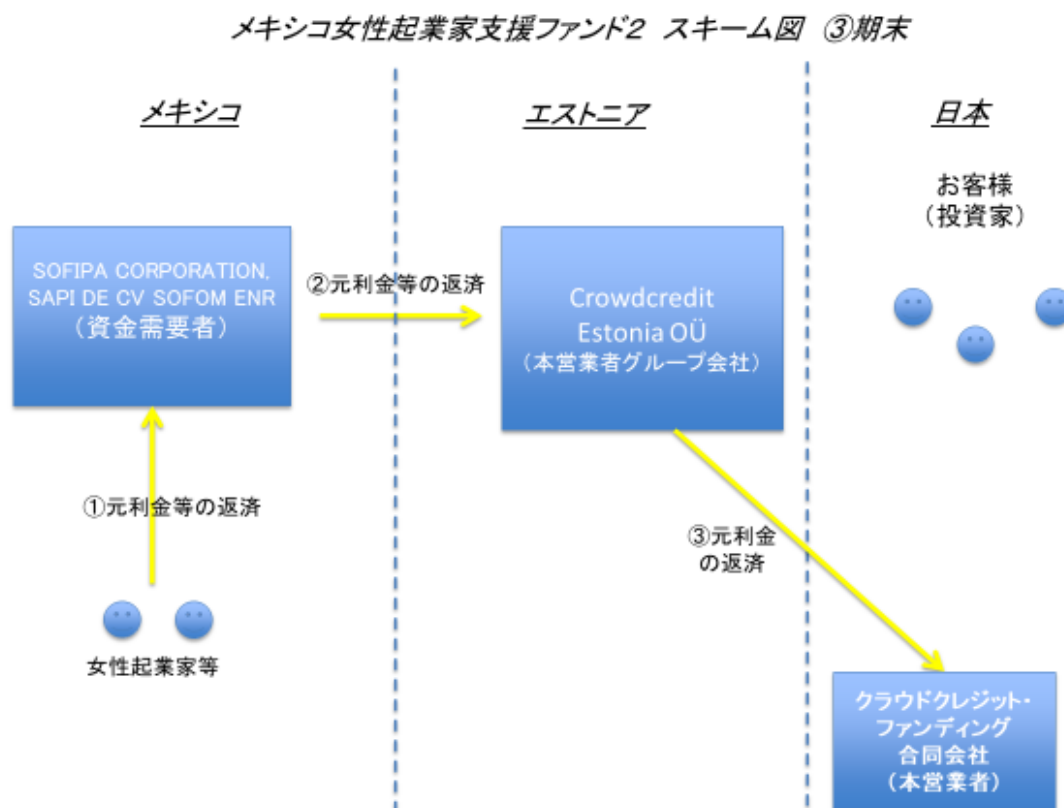 メキシコ女性起業家支援ファンド2 スキーム図 ③期末
メキシコ
エストニア
日本
お客様
（投資家）
SOFIPA CORPORATION,
SAPI DE CV SOFOM ENR
（資金需要者）
②元利金等の返済
Crowdcredit
Estonia OÜ
（本営業者グループ会社）
①元利金等の返済
③元利金
の返済
女性起業家等
クラウドクレジット・
ファンディング
合同会社
（本営業者）